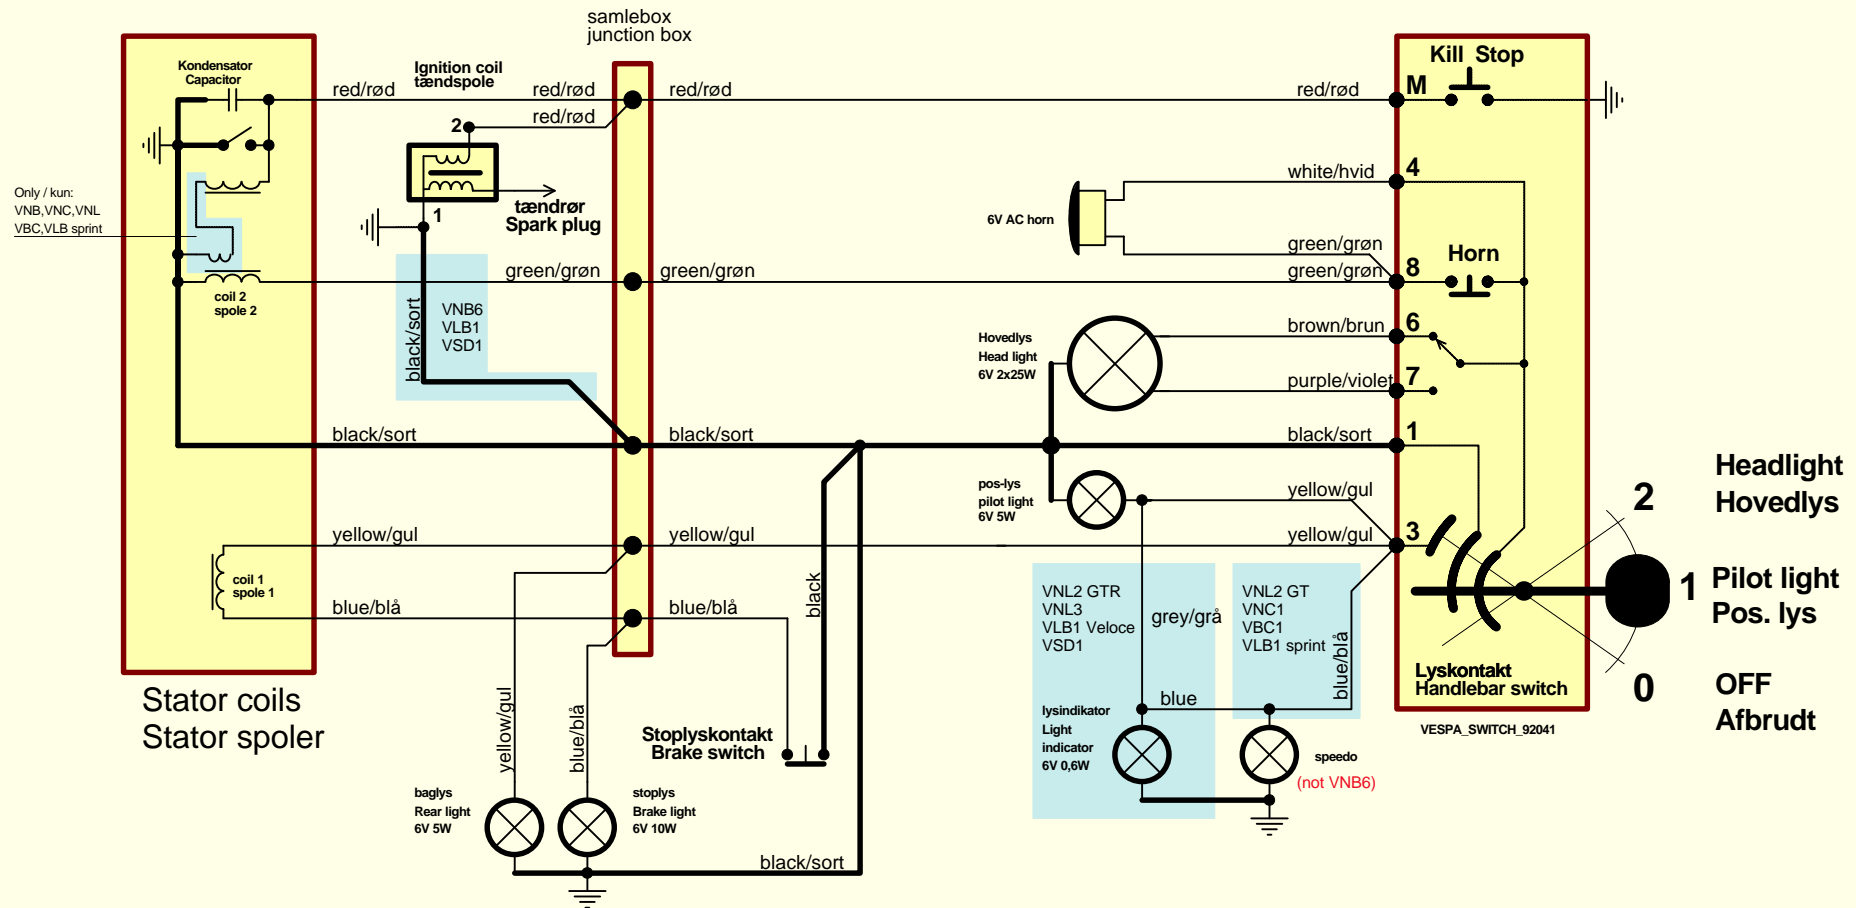 samlebox
junction box
Kondensator
Capacitor
Ignition coil
tændspole
Kill Stop
red/rød
red/rød
red/rød
red/rød
M
red/rød
2
4
white/hvid
Only / kun:
VNB,VNC,VNL
VBC,VLB sprint
1
tændrør
Spark plug
6V AC horn
green/grøn
green/grøn
green/grøn
green/grøn
8
Horn
coil 2
spole 2
black/sort
VNB6
VLB1
VSD1
Hovedlys
Head light
6V 2x25W
brown/brun
6
purple/violet
7
black/sort
black/sort
black/sort
1
pos-lys
pilot light
6V 5W
yellow/gul
yellow/gul
yellow/gul
yellow/gul
3
Headlight
Hovedlys
2
coil 1
spole 1
blue/blå
blue/blå
black
VNL2 GTR
VNL3
VLB1 Veloce
VSD1
grey/grå
VNL2 GT
VNC1
VBC1
VLB1 sprint
blue/blå
1
Pilot light
Pos. lys
Lyskontakt
Handlebar switch
0
OFF
Afbrudt
VESPA_SWITCH_92041
Stator coils
Stator spoler
yellow/gul
blue/blå
Stoplyskontakt
Brake switch
blue
lysindikator
Light
indicator
6V 0,6W
speedo
(not VNB6)
baglys
Rear light
6V 5W
stoplys
Brake light
6V 10W
black/sort